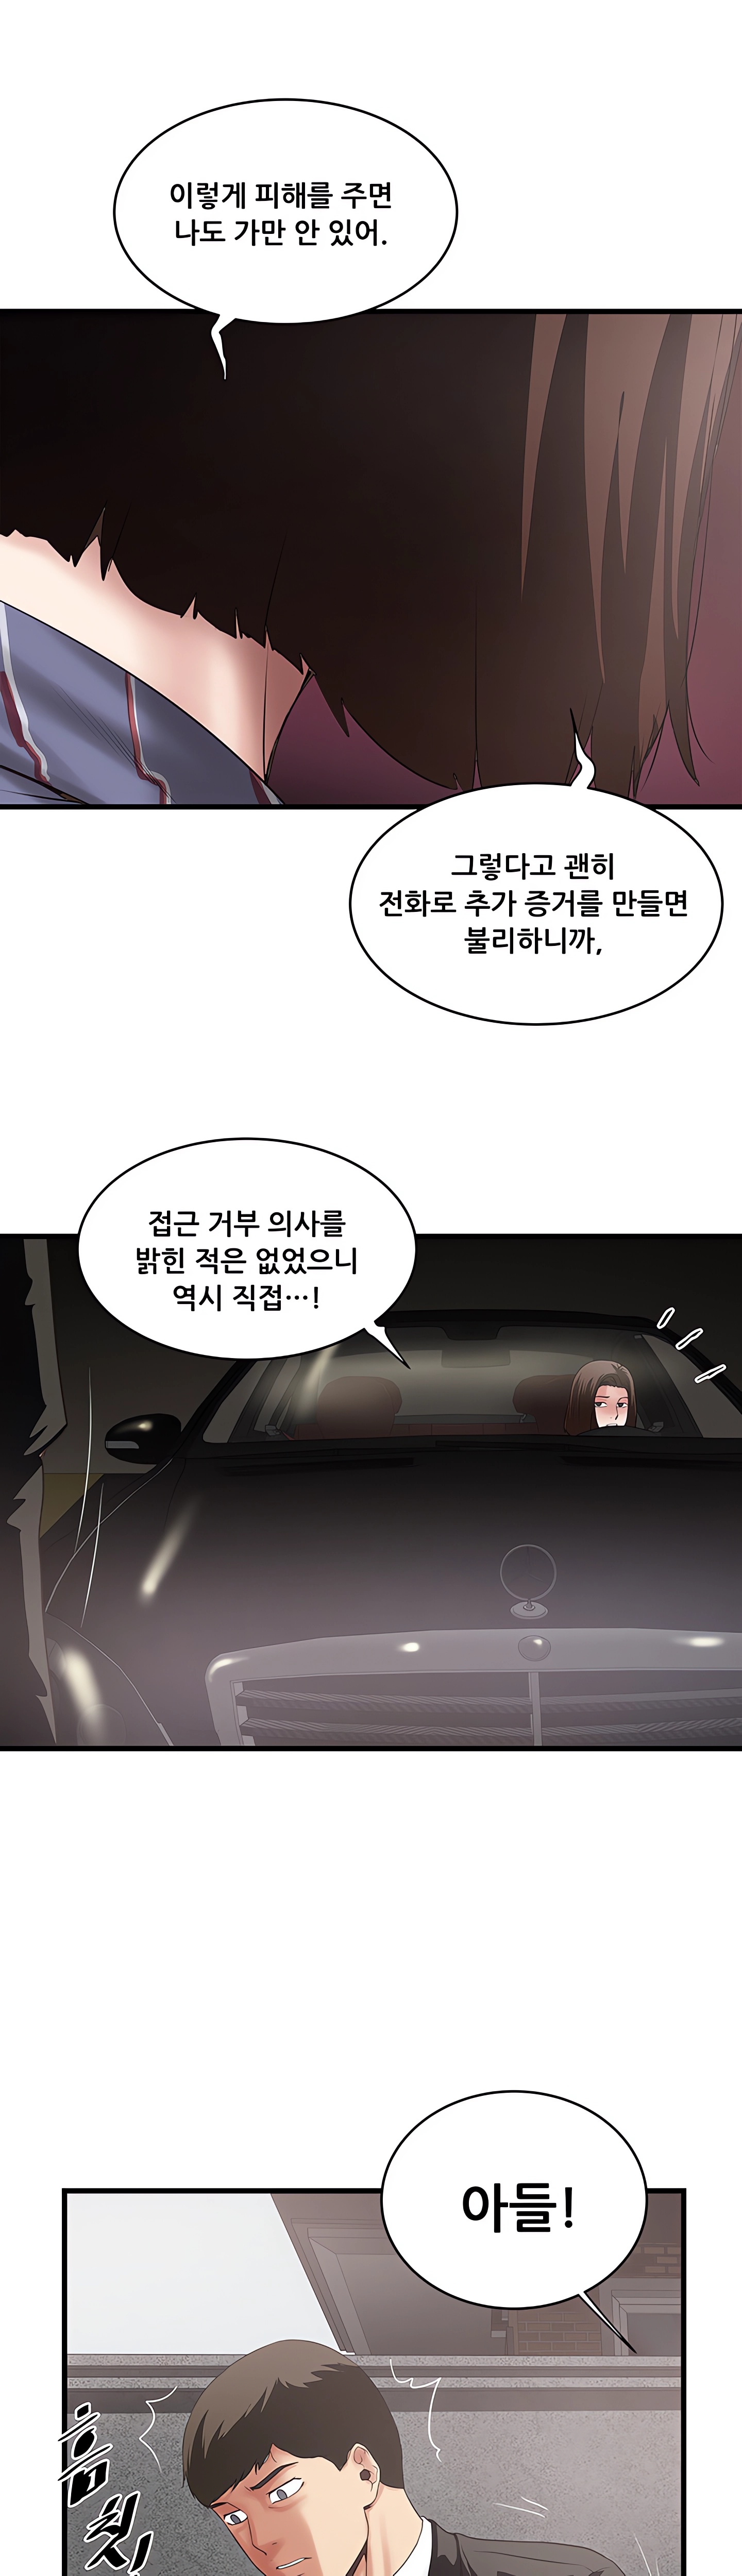 이렇게 피해를 주면
나도 가만 안 있어.
그렇다고 괜히
전화로 추가 증거를 만들면
불리하니까,
접근 거부 의사를
밝힌 적은 없었으니
역시 직접…!
아들!
흠칫